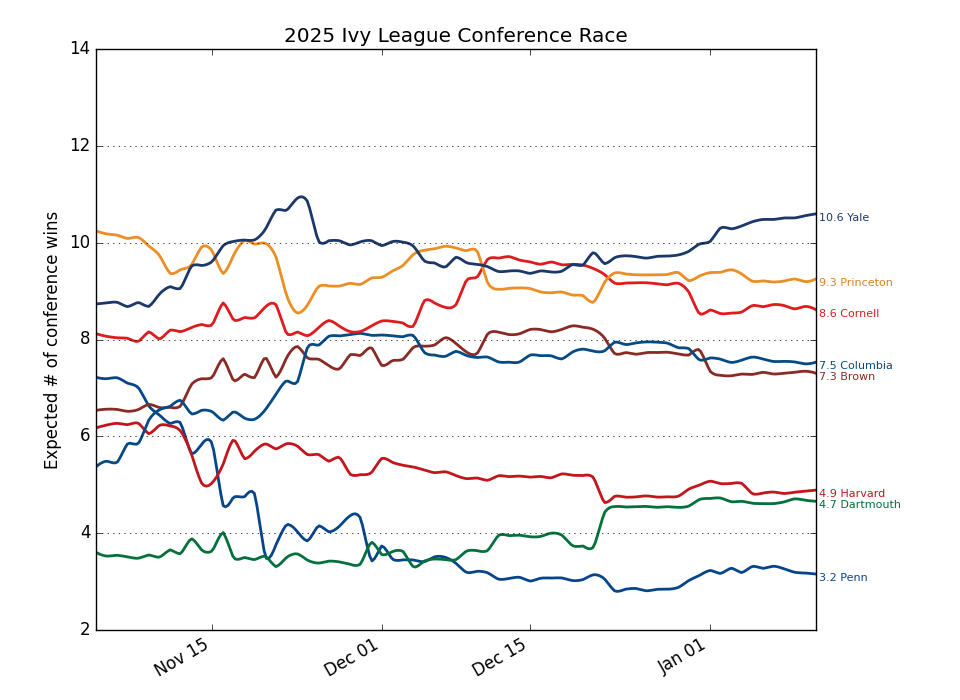 2025 Ivy League Conference Race
Expected # of conference wins
14
12
10
8
6
4
2
10.6 Yale
9.3 Princeton
8.6 Cornell
7.5 Columbia
7.3 Brown
4.9 Harvard
4.7 Dartmouth
3.2 Penn
Nov 15
Dec 01
Dec 15
Jan 01